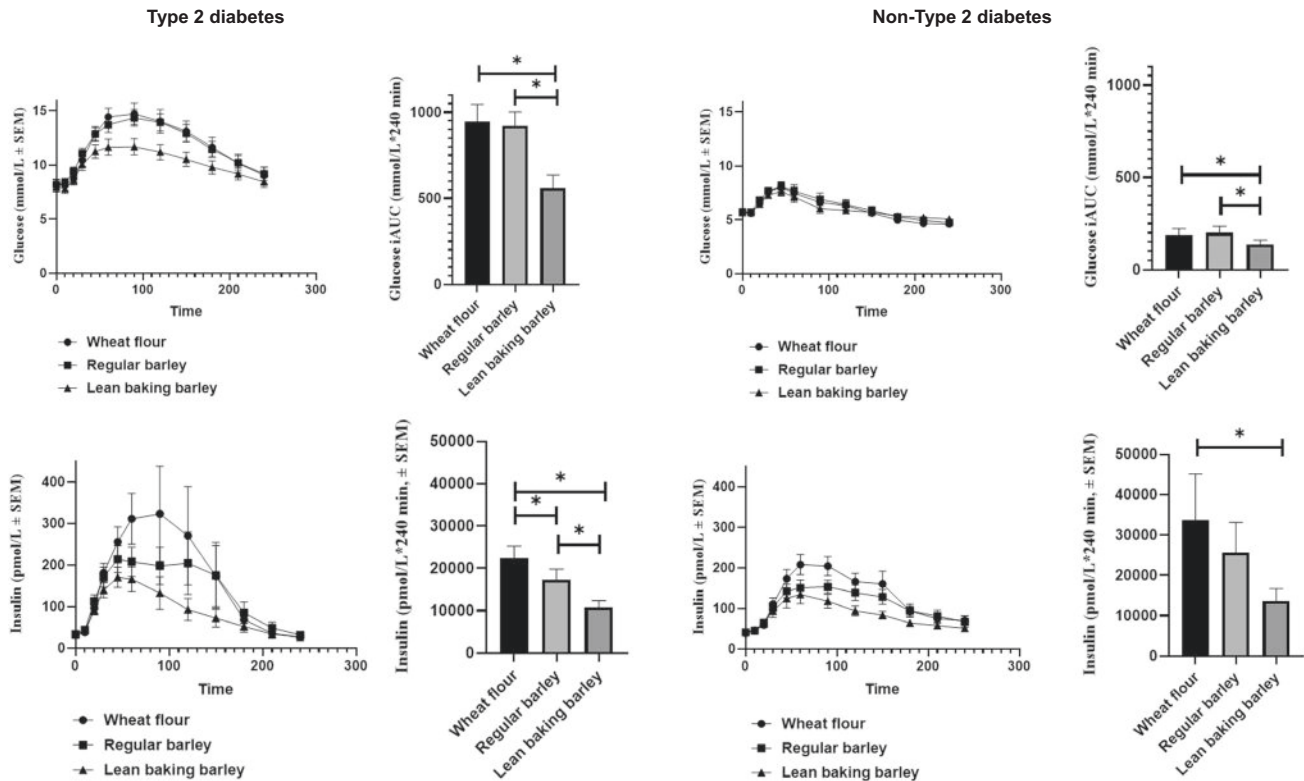 Type 2 diabetes
Non-Type 2 diabetes
Glucose (mmol/L ± SEM)
15
10
5
0
0 100 200 300
Time
Wheat flour
Regular barley
Lean baking barley
Glucose iAUC (mmol/L*240 min)
1000
500
0
* *
Wheat flour
Regular barley
Lean baking barley
Glucose (mmol/L ± SEM)
15
10
5
0
0 100 200 300
Time
Wheat flour
Regular barley
Lean baking barley
Glucose iAUC (mmol/L*240 min)
1000
500
0
* *
Wheat flour
Regular barley
Lean baking barley
Insulin (pmol/L ± SEM)
400
300
200
100
0
0 100 200 300
Time
Wheat flour
Regular barley
Lean baking barley
Insulin (pmol/L*240 min, ± SEM)
50000
40000
30000
20000
10000
0
* * *
Wheat flour
Regular barley
Lean baking barley
Insulin (pmol/L ± SEM)
400
300
200
100
0
0 100 200 300
Time
Wheat flour
Regular barley
Lean baking barley
Insulin (pmol/L*240 min, ± SEM)
50000
40000
30000
20000
10000
0
*
Wheat flour
Regular barley
Lean baking barley